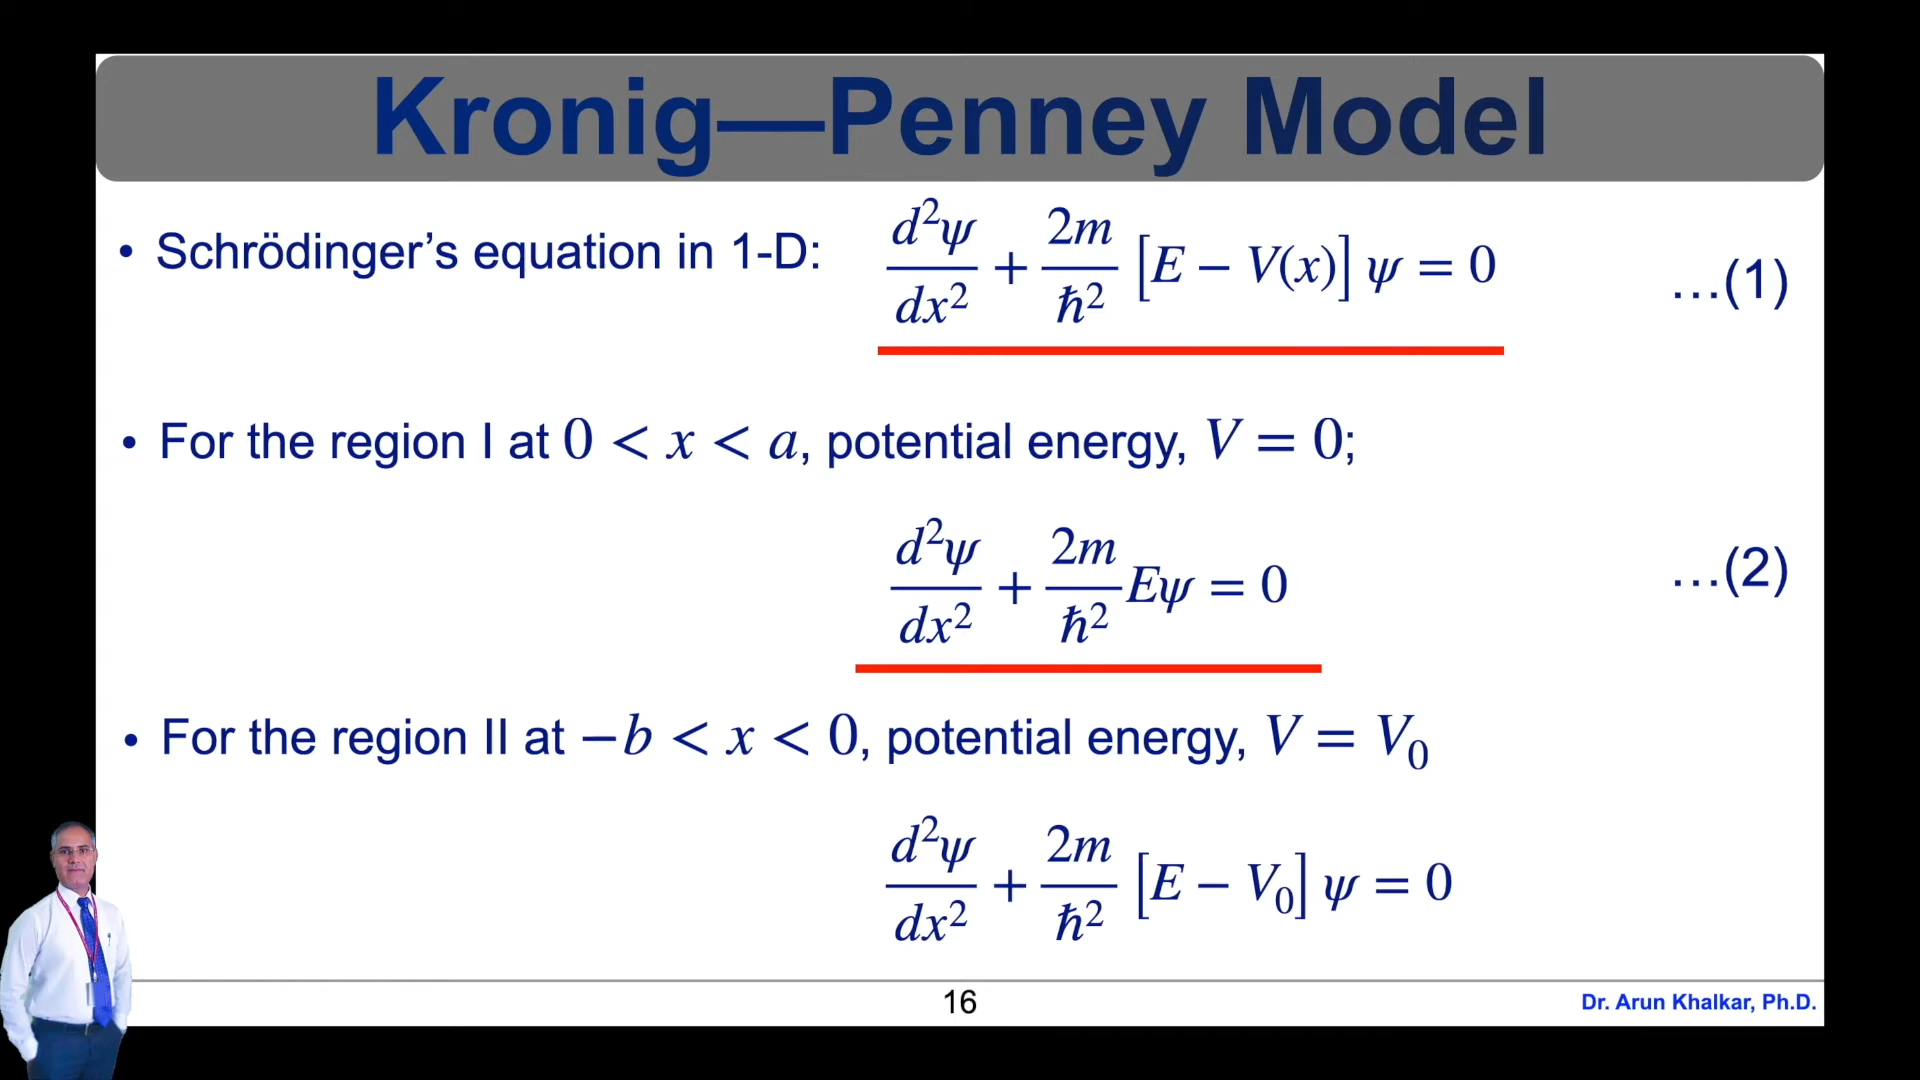 Kronig—Penney Model
• Schrödinger’s equation in 1-D: d²ψ/dx² + 2m/ħ² [E − V(x)] ψ = 0 …(1)
• For the region I at 0 < x < a, potential energy, V = 0;
d²ψ/dx² + 2m/ħ² Eψ = 0 …(2)
• For the region II at −b < x < 0, potential energy, V = V₀
d²ψ/dx² + 2m/ħ² [E − V₀] ψ = 0
16
Dr. Arun Khalkar, Ph.D.